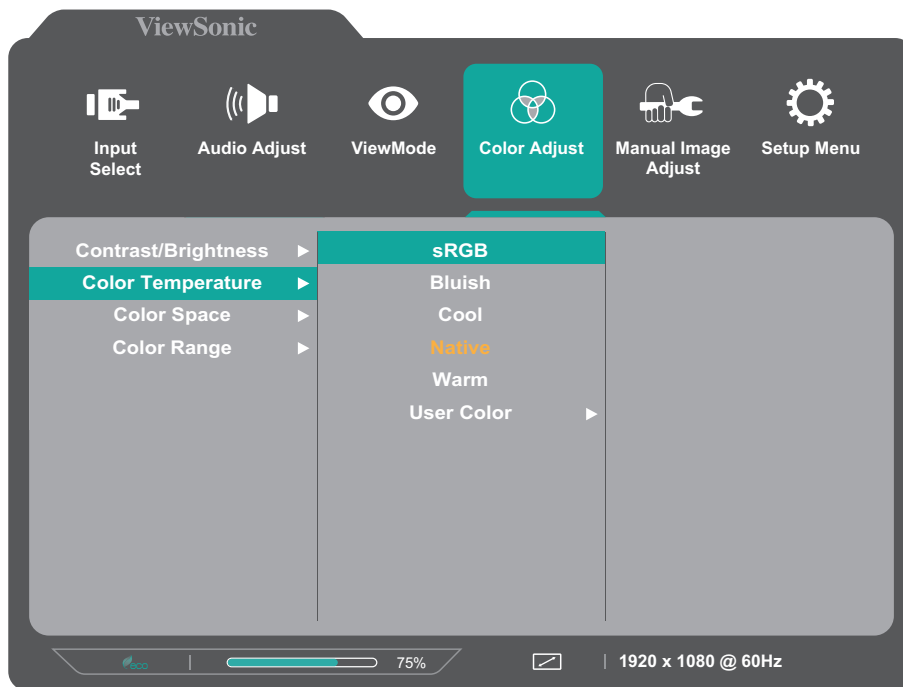 ViewSonic
Input Select
Audio Adjust
ViewMode
Color Adjust
Manual Image Adjust
Setup Menu
Contrast/Brightness
Color Temperature
Color Space
Color Range
sRGB
Bluish
Cool
Native
Warm
User Color
eco
75%
1920 x 1080 @ 60Hz